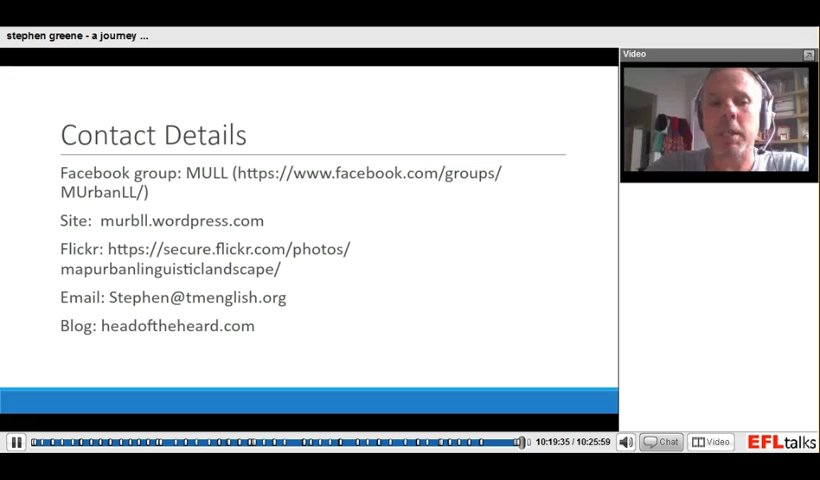 stephen greene - a journey ...
Video
Contact Details
Facebook group: MULL (https://www.facebook.com/groups/
MUrbanLL/)
Site: murbll.wordpress.com
Flickr: https://secure.flickr.com/photos/
mapurbanlinguisticlandscape/
Email: Stephen@tmenglish.org
Blog: headoftheheard.com
10:19:35 / 10:25:59
Chat
Video
EFLtalks